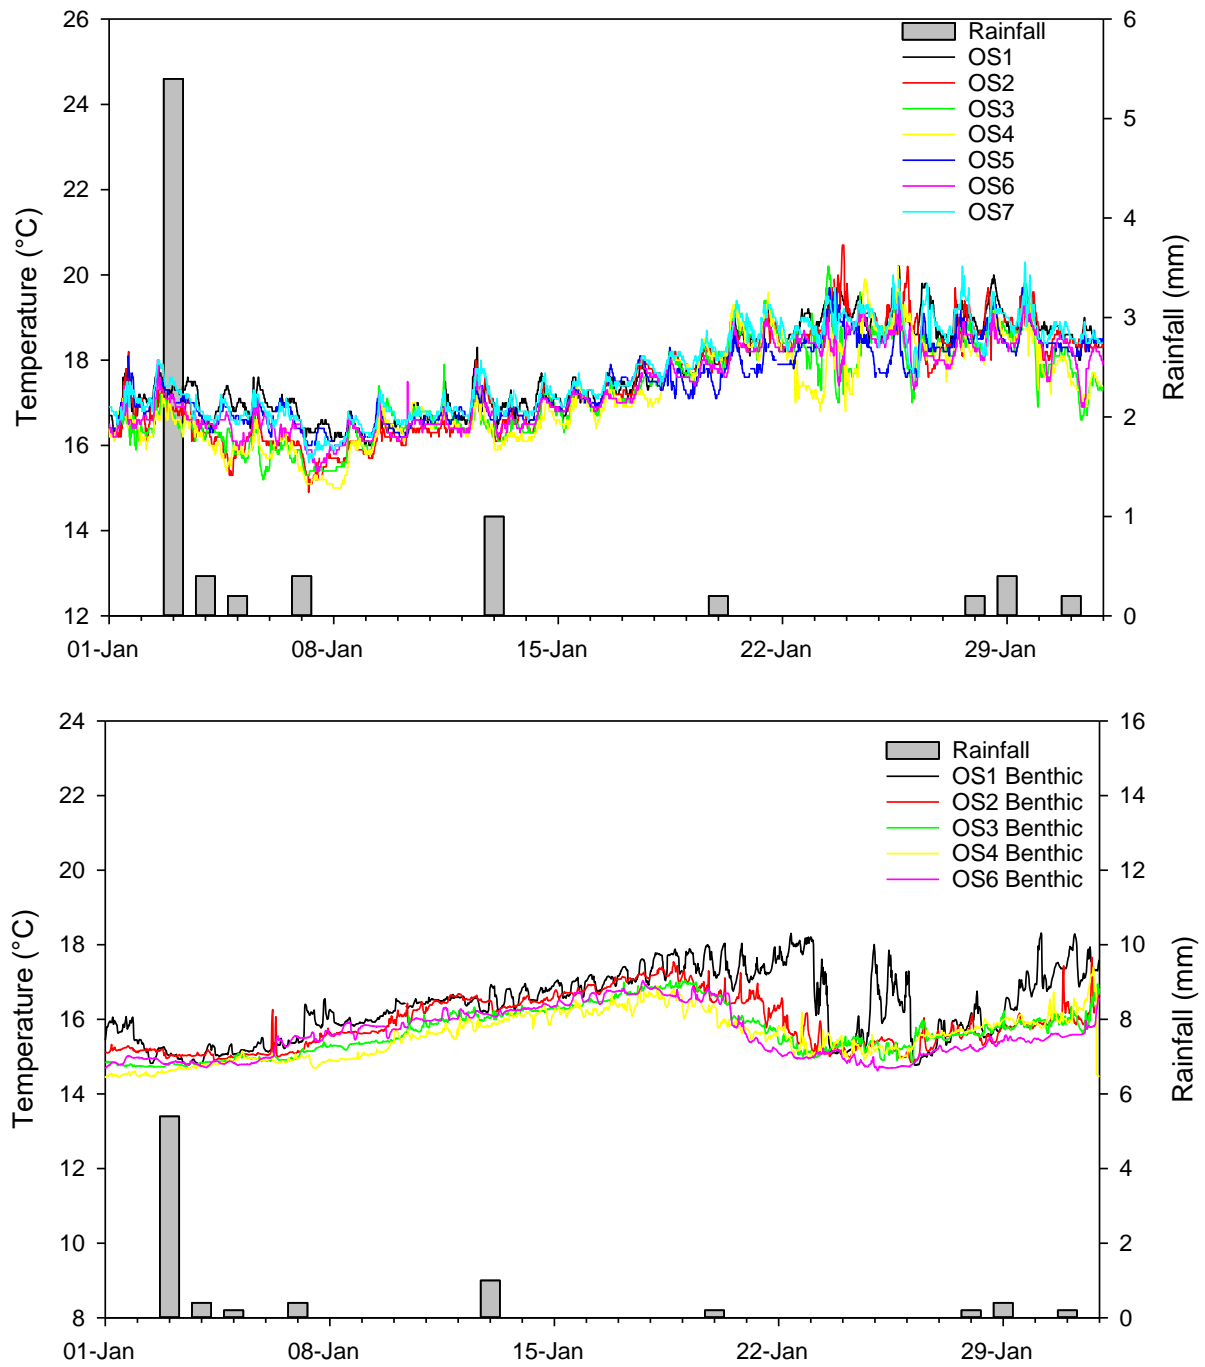 26
24
22
20
18
16
14
12
Temperature (°C)
6
5
4
3
2
1
0
Rainfall (mm)
Rainfall
OS1
OS2
OS3
OS4
OS5
OS6
OS7
01-Jan 08-Jan 15-Jan 22-Jan 29-Jan
24
22
20
18
16
14
12
10
8
Temperature (°C)
16
14
12
10
8
6
4
2
0
Rainfall (mm)
Rainfall
OS1 Benthic
OS2 Benthic
OS3 Benthic
OS4 Benthic
OS6 Benthic
01-Jan 08-Jan 15-Jan 22-Jan 29-Jan